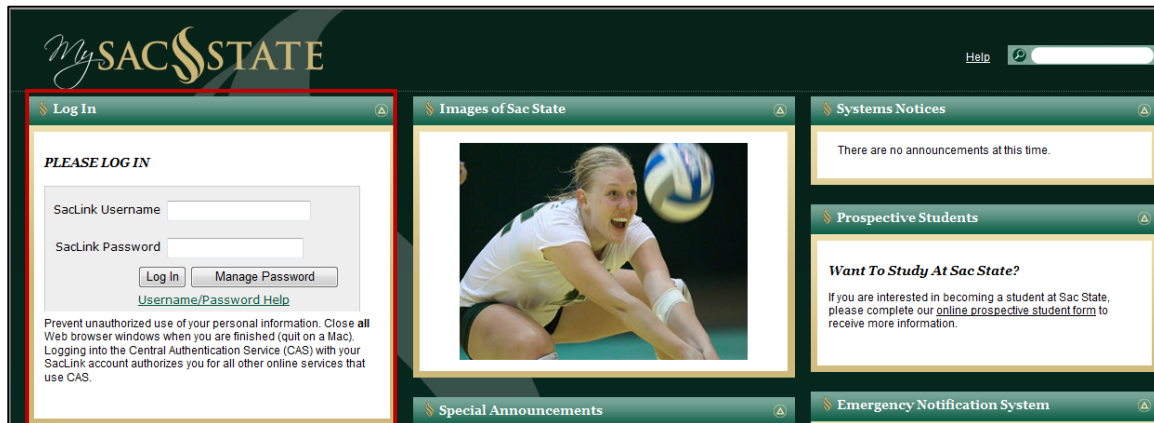 My SAC STATE
Help
Log In
PLEASE LOG IN
SacLink Username
SacLink Password
Log In
Manage Password
Username/Password Help
Prevent unauthorized use of your personal information. Close all
Web browser windows when you are finished (quit on a Mac).
Logging into the Central Authentication Service (CAS) with your
SacLink account authorizes you for all other online services that
use CAS.
Images of Sac State
Special Announcements
Systems Notices
There are no announcements at this time.
Prospective Students
Want To Study At Sac State?
If you are interested in becoming a student at Sac State,
please complete our online prospective student form to
receive more information.
Emergency Notification System